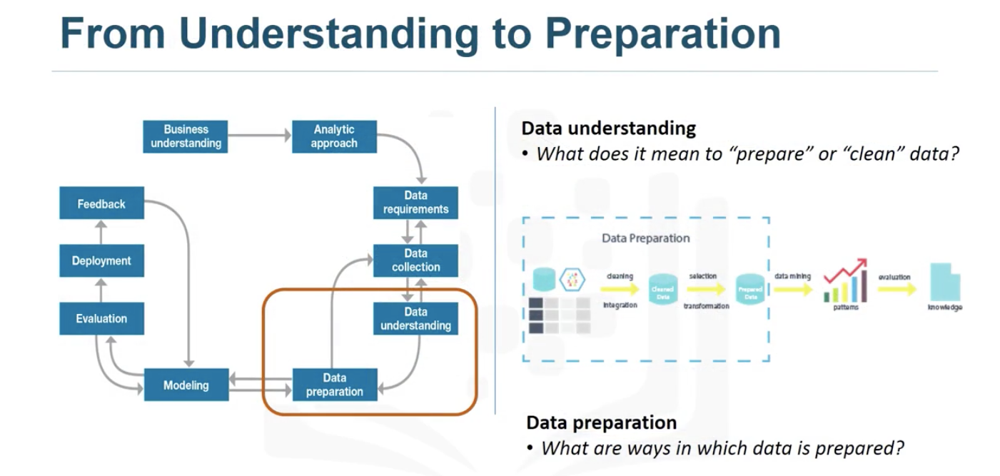 From Understanding to Preparation
Business
understanding
Analytic
approach
Feedback
Data
requirements
Deployment
Data
collection
Evaluation
Data
understanding
Modeling
Data
preparation
Data understanding
• What does it mean to “prepare” or “clean” data?
Data Preparation
cleaning
integration
Cleaned
Data
selection
transformation
Prepared
Data
data mining
patterns
evaluation
knowledge
Data preparation
• What are ways in which data is prepared?